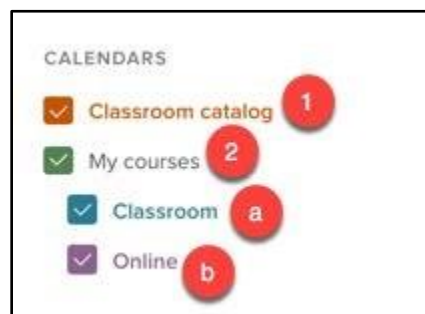 CALENDARS
Classroom catalog 1
My courses 2
Classroom a
Online b